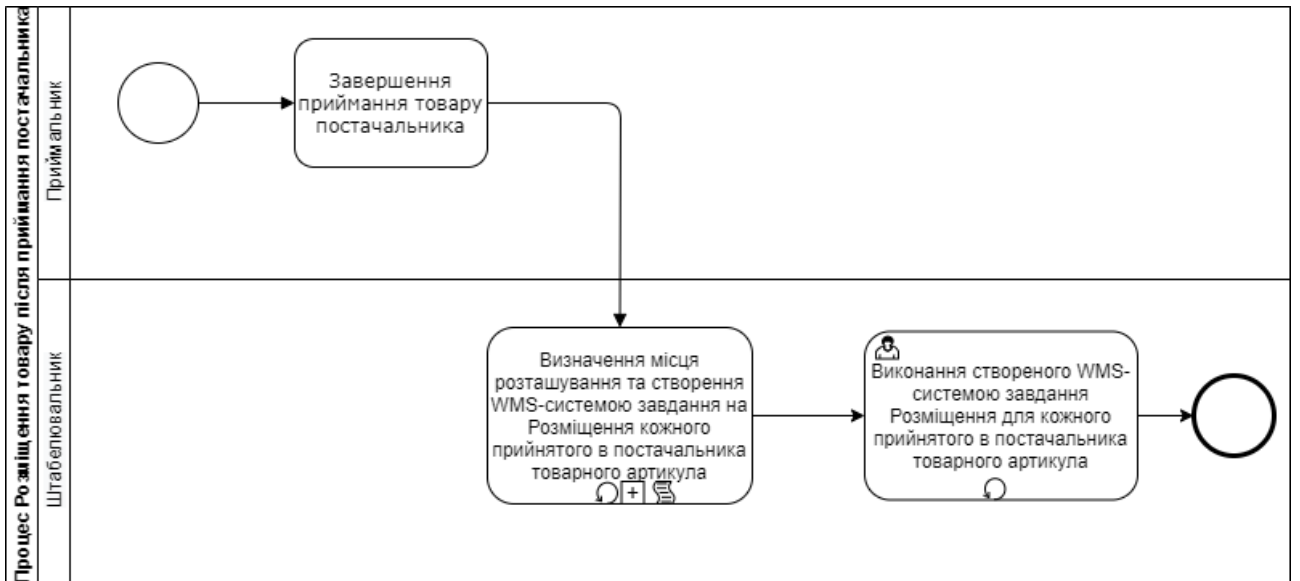 Процес Розміщення товару після приймання постачальника
Приймальник
Завершення
приймання товару
постачальника
Штабелювальник
Визначення місця
розташування та створення
WMS-системою завдання на
Розміщення кожного
прийнятого в постачальника
товарного артикула
Виконання створеного WMS-
системою завдання
Розміщення для кожного
прийнятого в постачальника
товарного артикула